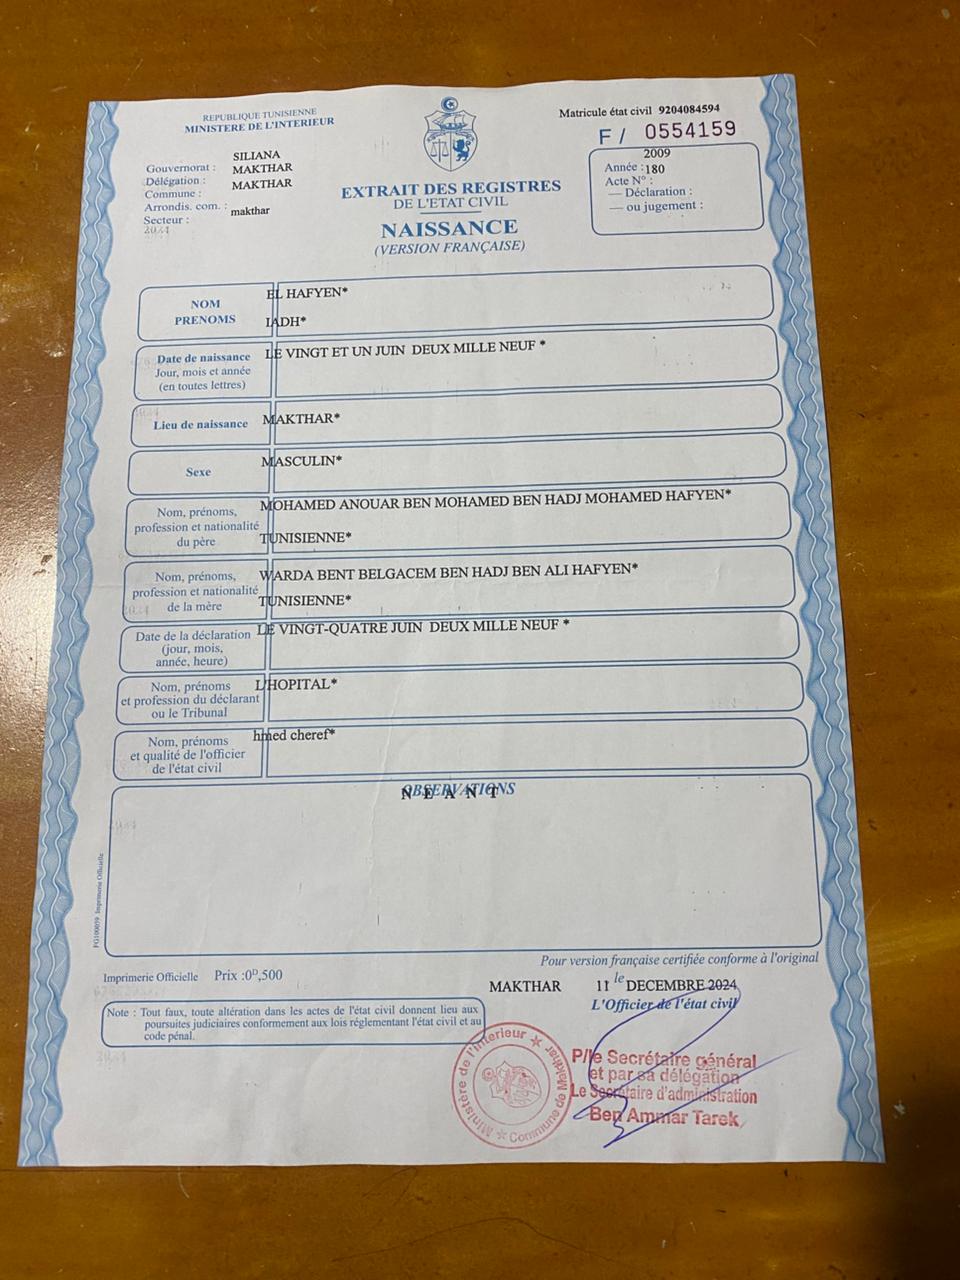 REPUBLIQUE TUNISIENNE
MINISTERE DE L'INTERIEUR
Matricule état civil 9204084594
F / 0554159
Gouvernorat : SILIANA
Délégation : MAKTHAR
Commune : MAKTHAR
Arrondis. com. : makthar
Secteur :
2009
Année : 180
Acte N° :
— Déclaration :
— ou jugement :
EXTRAIT DES REGISTRES
DE L'ETAT CIVIL
NAISSANCE
(VERSION FRANÇAISE)
NOM EL HAFYEN*
PRENOMS IADH*
Date de naissance LE VINGT ET UN JUIN DEUX MILLE NEUF *
Jour, mois et année
(en toutes lettres)
Lieu de naissance MAKTHAR*
Sexe MASCULIN*
Nom, prénoms, MOHAMED ANOUAR BEN MOHAMED BEN HADJ MOHAMED HAFYEN*
profession et nationalité
du père TUNISIENNE*
Nom, prénoms, WARDA BENT BELGACEM BEN HADJ BEN ALI HAFYEN*
profession et nationalité
de la mère TUNISIENNE*
Date de la déclaration LE VINGT-QUATRE JUIN DEUX MILLE NEUF *
(jour, mois,
année, heure)
Nom, prénoms L'HOPITAL*
et profession du déclarant
ou le Tribunal
Nom, prénoms hmed cheref*
et qualité de l'officier
de l'état civil
OBSERVATIONS
N E A N T
FG100059 Imprimerie Officielle
Pour version française certifiée conforme à l'original
Imprimerie Officielle Prix :0D,500
MAKTHAR 11 le DECEMBRE 2024
L'Officier de l'état civil
Note : Tout faux, toute altération dans les actes de l'état civil donnent lieu aux
poursuites judiciaires conformement aux lois réglementant l'état civil et au
code pénal.
Ministère de l'Interieur
Commune de Makthar
P/le Secrétaire général
et par sa délégation
Le Secrétaire d'administration
Ben Ammar Tarek